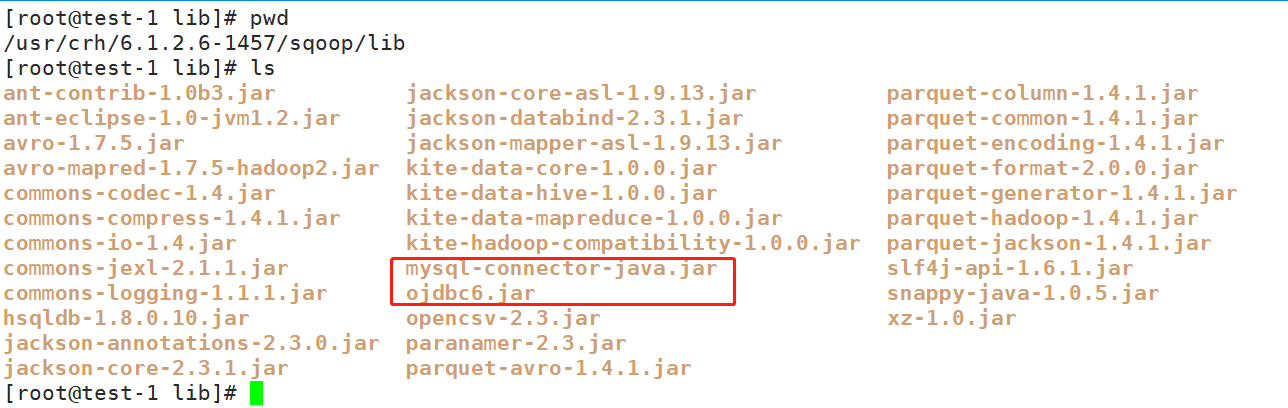 [root@test-1 lib]# pwd
/usr/crh/6.1.2.6-1457/sqoop/lib
[root@test-1 lib]# ls
ant-contrib-1.0b3.jar jackson-core-asl-1.9.13.jar parquet-column-1.4.1.jar
ant-eclipse-1.0-jvm1.2.jar jackson-databind-2.3.1.jar parquet-common-1.4.1.jar
avro-1.7.5.jar jackson-mapper-asl-1.9.13.jar parquet-encoding-1.4.1.jar
avro-mapred-1.7.5-hadoop2.jar kite-data-core-1.0.0.jar parquet-format-2.0.0.jar
commons-codec-1.4.jar kite-data-hive-1.0.0.jar parquet-generator-1.4.1.jar
commons-compress-1.4.1.jar kite-data-mapreduce-1.0.0.jar parquet-hadoop-1.4.1.jar
commons-io-1.4.jar kite-hadoop-compatibility-1.0.0.jar parquet-jackson-1.4.1.jar
commons-jexl-2.1.1.jar mysql-connector-java.jar slf4j-api-1.6.1.jar
commons-logging-1.1.1.jar ojdbc6.jar snappy-java-1.0.5.jar
hsqldb-1.8.0.10.jar opencsv-2.3.jar xz-1.0.jar
jackson-annotations-2.3.0.jar paranamer-2.3.jar
jackson-core-2.3.1.jar parquet-avro-1.4.1.jar
[root@test-1 lib]#